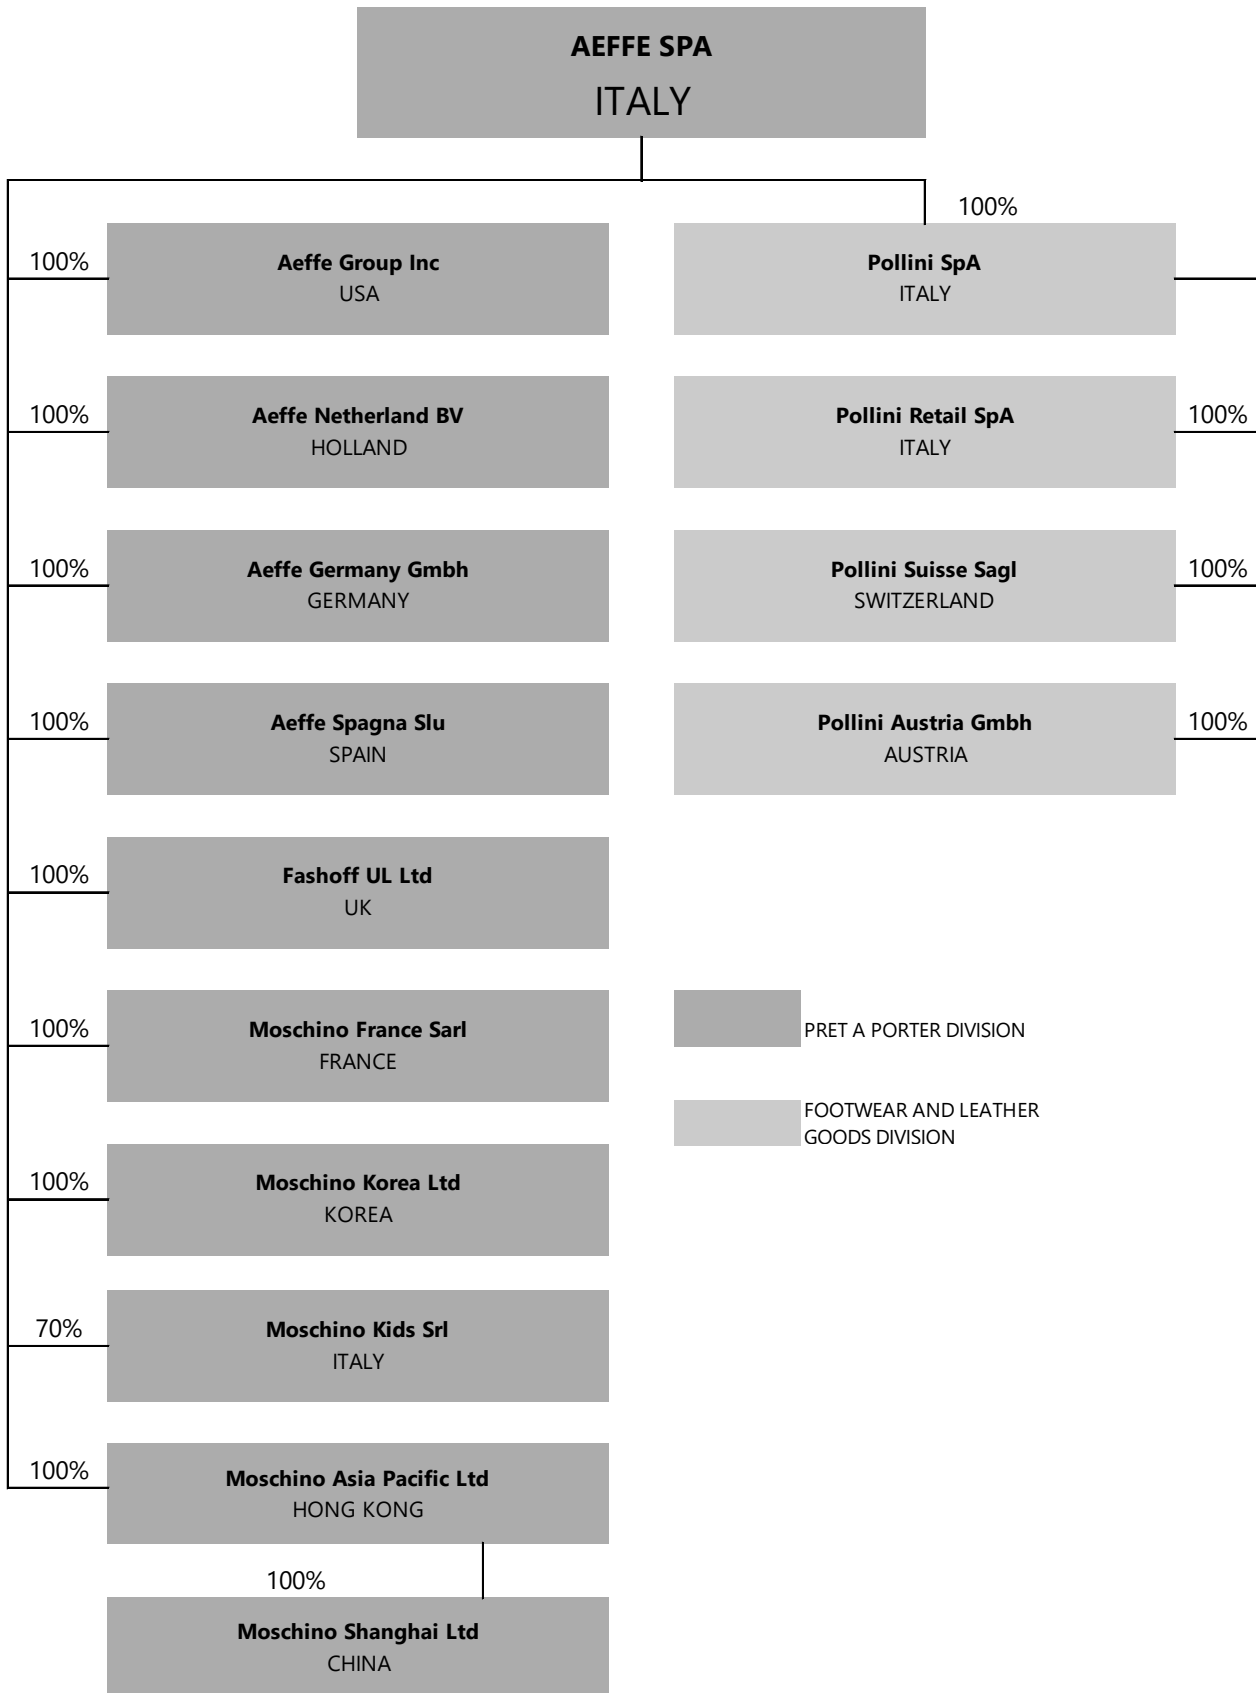 AEFFE SPA
ITALY
100%
100%
Aeffe Group Inc
USA
Pollini SpA
ITALY
100%
Aeffe Netherland BV
HOLLAND
Pollini Retail SpA
ITALY
100%
100%
Aeffe Germany Gmbh
GERMANY
Pollini Suisse Sagl
SWITZERLAND
100%
100%
Aeffe Spagna Slu
SPAIN
Pollini Austria Gmbh
AUSTRIA
100%
100%
Fashoff UL Ltd
UK
100%
Moschino France Sarl
FRANCE
PRET A PORTER DIVISION
FOOTWEAR AND LEATHER
GOODS DIVISION
100%
Moschino Korea Ltd
KOREA
70%
Moschino Kids Srl
ITALY
100%
Moschino Asia Pacific Ltd
HONG KONG
100%
Moschino Shanghai Ltd
CHINA